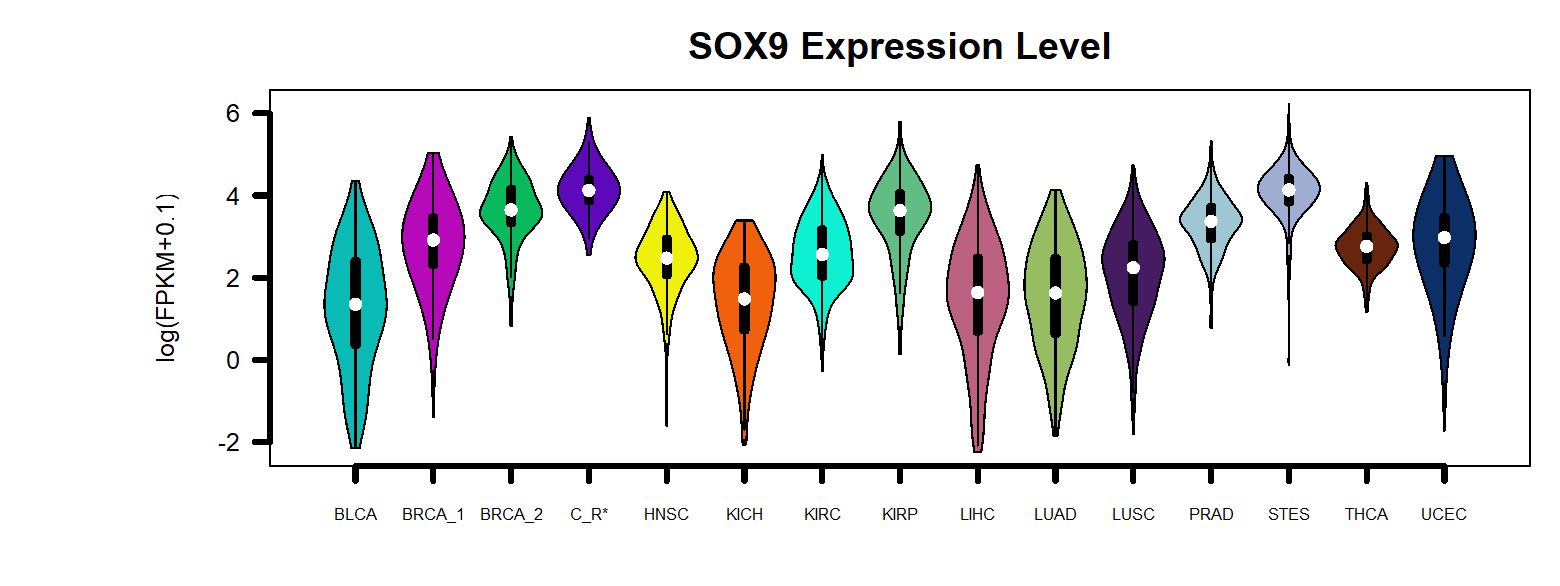 SOX9 Expression Level
log(FPKM+0.1)
6
4
2
0
-2
BLCA BRCA_1 BRCA_2 C_R* HNSC KICH KIRC KIRP LIHC LUAD LUSC PRAD STES THCA UCEC